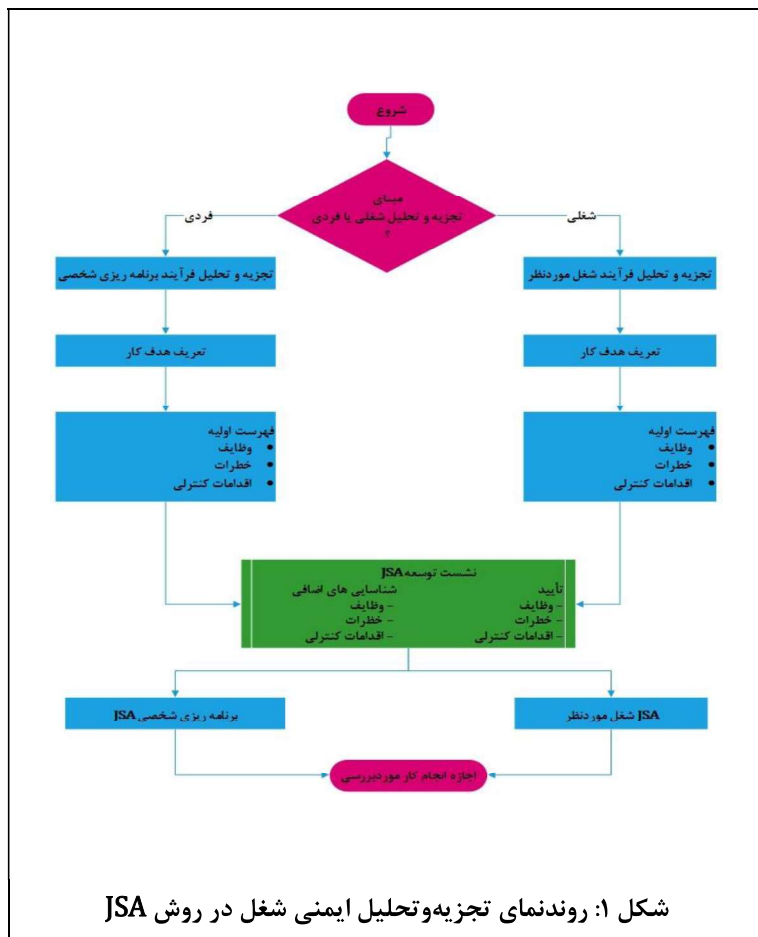 شروع
مبنای
تجزیه و تحلیل شغلی یا فردی
؟
شغلی
فردی
تجزیه و تحلیل فرآیند شغل موردنظر
تجزیه و تحلیل فرآیند برنامه ریزی شخصی
تعریف هدف کار
تعریف هدف کار
فهرست اولیه
• وظایف
• خطرات
• اقدامات کنترلی
فهرست اولیه
• وظایف
• خطرات
• اقدامات کنترلی
نشست توسعه JSA
تأیید
- وظایف
- خطرات
- اقدامات کنترلی
شناسایی های اضافی
- وظایف
- خطرات
- اقدامات کنترلی
JSA شغل موردنظر
برنامه ریزی شخصی JSA
اجازه انجام کار موردبررسی
شکل ۱: روندنمای تجزیه‌وتحلیل ایمنی شغل در روش JSA